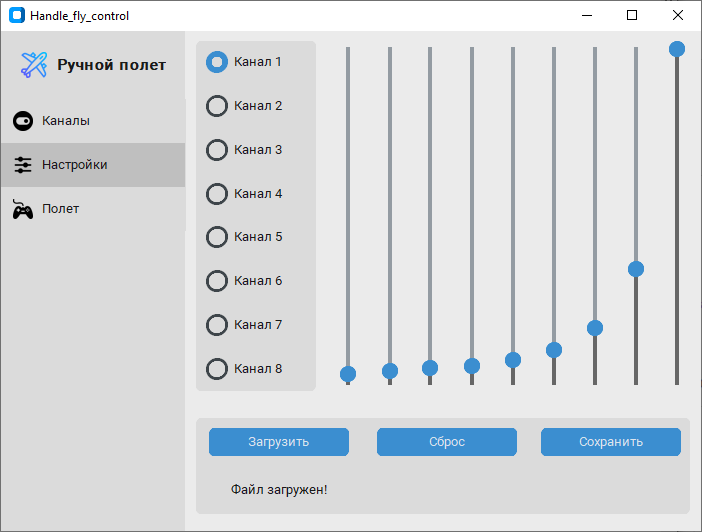 Handle_fly_control
Ручной полет
Каналы
Настройки
Полет
Канал 1
Канал 2
Канал 3
Канал 4
Канал 5
Канал 6
Канал 7
Канал 8
Загрузить Сброс Сохранить
Файл загружен!